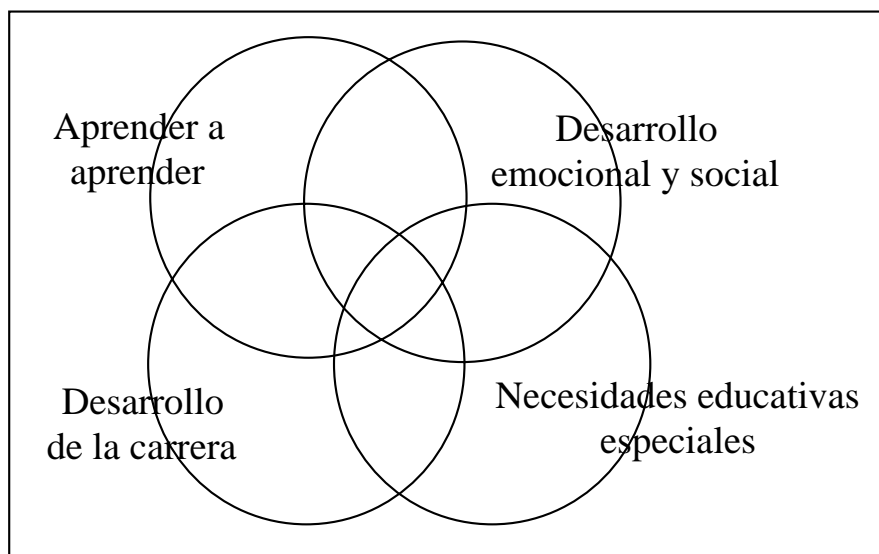 Aprender a
aprender
Desarrollo
emocional y social
Desarrollo
de la carrera
Necesidades educativas
especiales